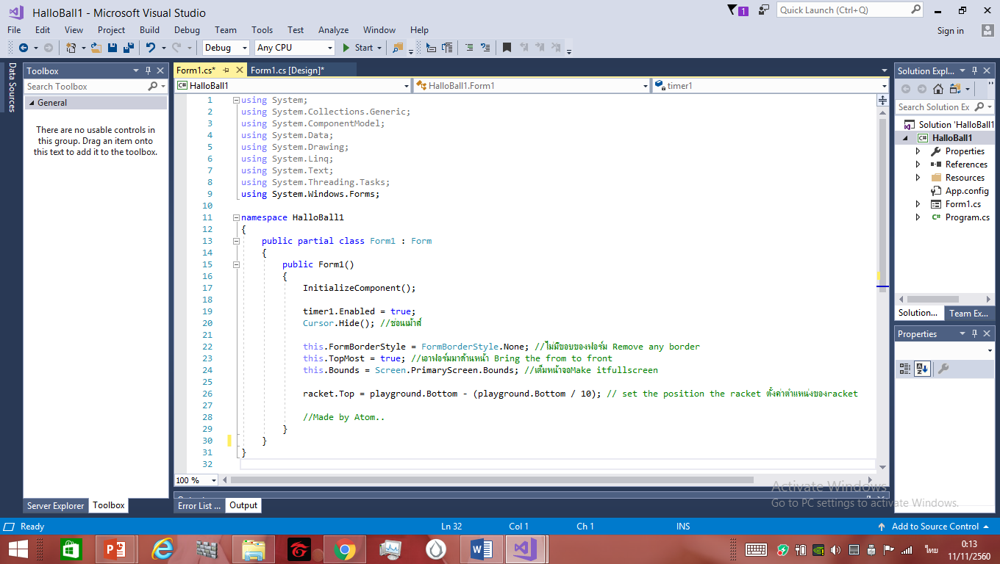 HalloBall1 - Microsoft Visual Studio
1
Quick Launch (Ctrl+Q)
File Edit View Project Build Debug Team Tools Test Analyze Window Help
Sign in
Debug Any CPU Start
Data Sources
Toolbox
Search Toolbox
General
There are no usable controls in
this group. Drag an item onto
this text to add it to the toolbox.
Server Explorer Toolbox
Form1.cs* Form1.cs [Design]*
C# HalloBall1 HalloBall1.Form1 timer1
1 using System;
2 using System.Collections.Generic;
3 using System.ComponentModel;
4 using System.Data;
5 using System.Drawing;
6 using System.Linq;
7 using System.Text;
8 using System.Threading.Tasks;
9 using System.Windows.Forms;
10
11 namespace HalloBall1
12 {
13 public partial class Form1 : Form
14 {
15 public Form1()
16 {
17 InitializeComponent();
18
19 timer1.Enabled = true;
20 Cursor.Hide(); //ซ่อนเม้าส์
21
22 this.FormBorderStyle = FormBorderStyle.None; //ไม่มีขอบของฟอร์ม Remove any border
23 this.TopMost = true; //เอาฟอร์มมาด้านหน้า Bring the from to front
24 this.Bounds = Screen.PrimaryScreen.Bounds; //เต็มหน้าจอMake itfullscreen
25
26 racket.Top = playground.Bottom - (playground.Bottom / 10); // set the position the racket ตั้งค่าตำแหน่งของracket
27
28 //Made by Atom..
29 }
30 }
31 }
32
100 %
Error List ... Output
Solution Expl...
Search Solution Ex
Solution 'HalloBall1
C# HalloBall1
Properties
References
Resources
App.config
Form1.cs
C# Program.cs
Solution... Team Ex...
Properties
Activate Windows
Go to PC settings to activate Windows.
Ready Ln 32 Col 1 Ch 1 INS Add to Source Control
ไทย
0:13
11/11/2560